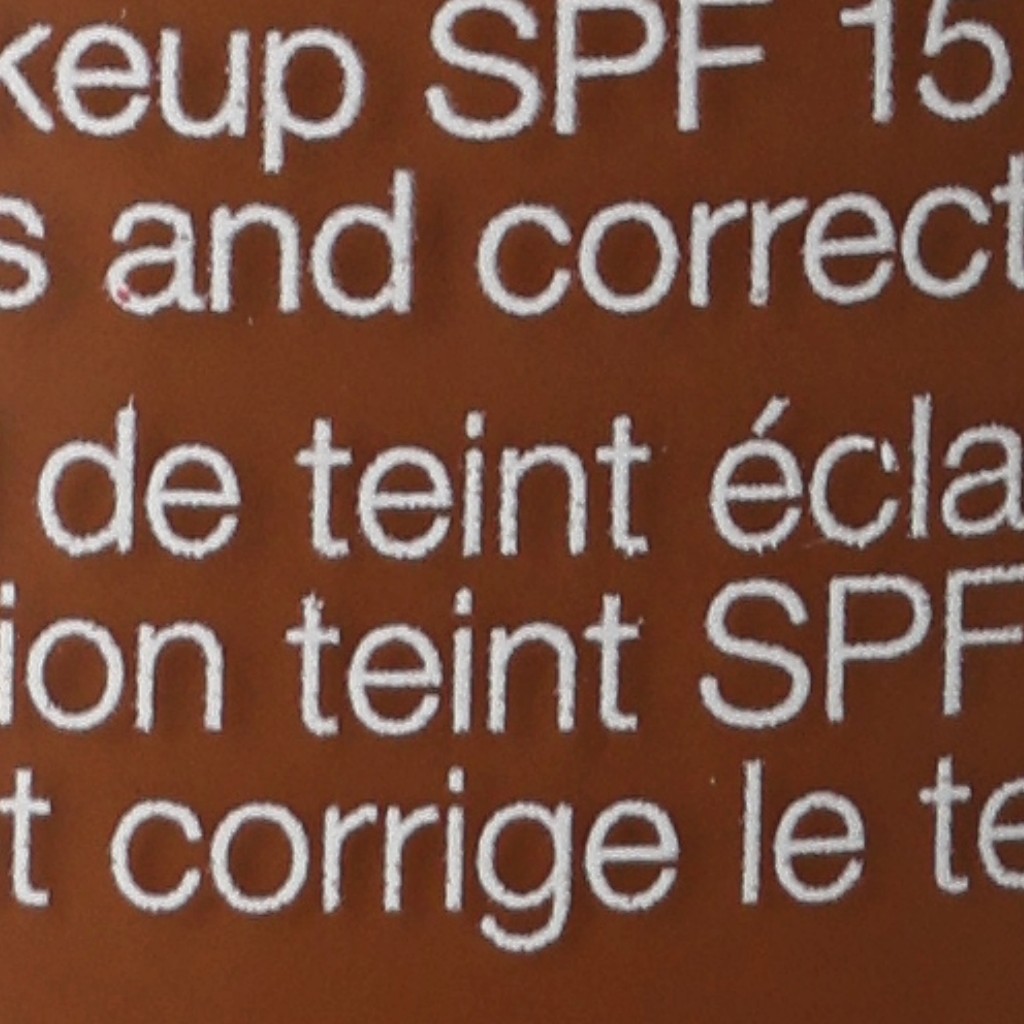 keup SPF 15
s and correct
de teint écla
ion teint SPF
t corrige le te